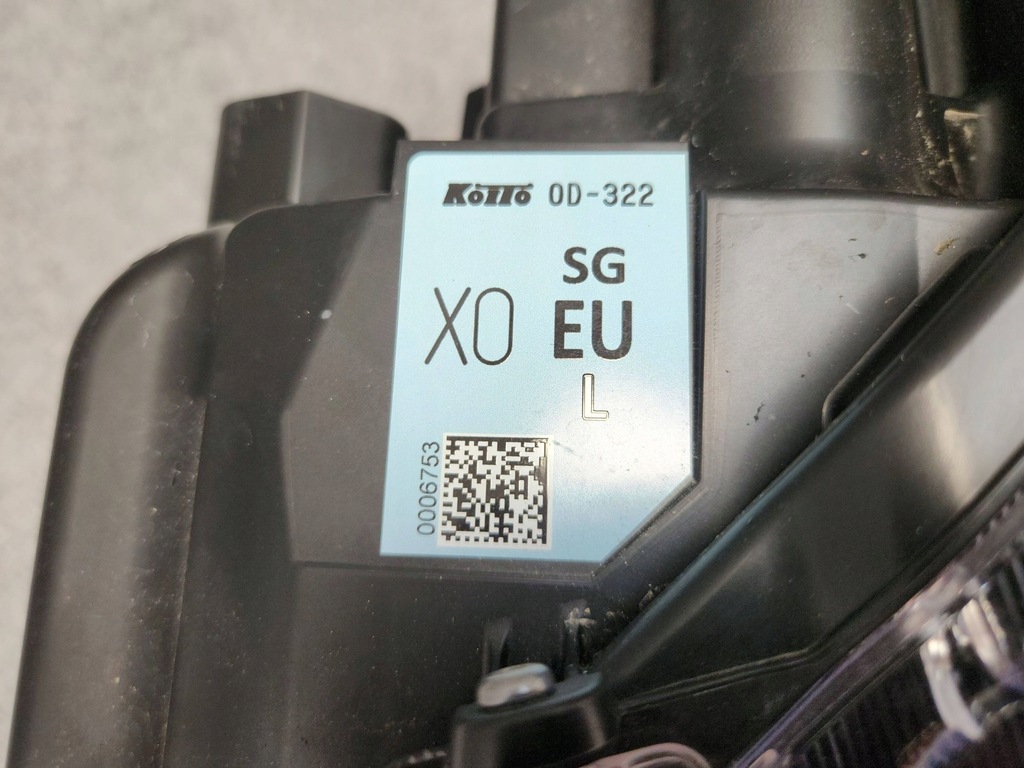 KOITO OD-322
SG
XO EU
L
0006753